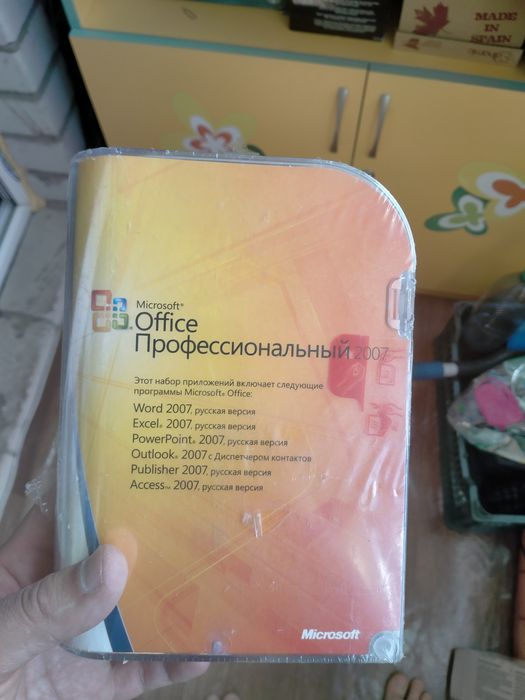 MADE
IN
SPAIN
Microsoft®
Office
Профессиональный 2007
Этот набор приложений включает следующие
программы Microsoft® Office:
Word 2007, русская версия
Excel® 2007, русская версия
PowerPoint® 2007, русская версия
Outlook® 2007 с Диспетчером контактов
Publisher 2007, русская версия
Access™ 2007, русская версия
Microsoft